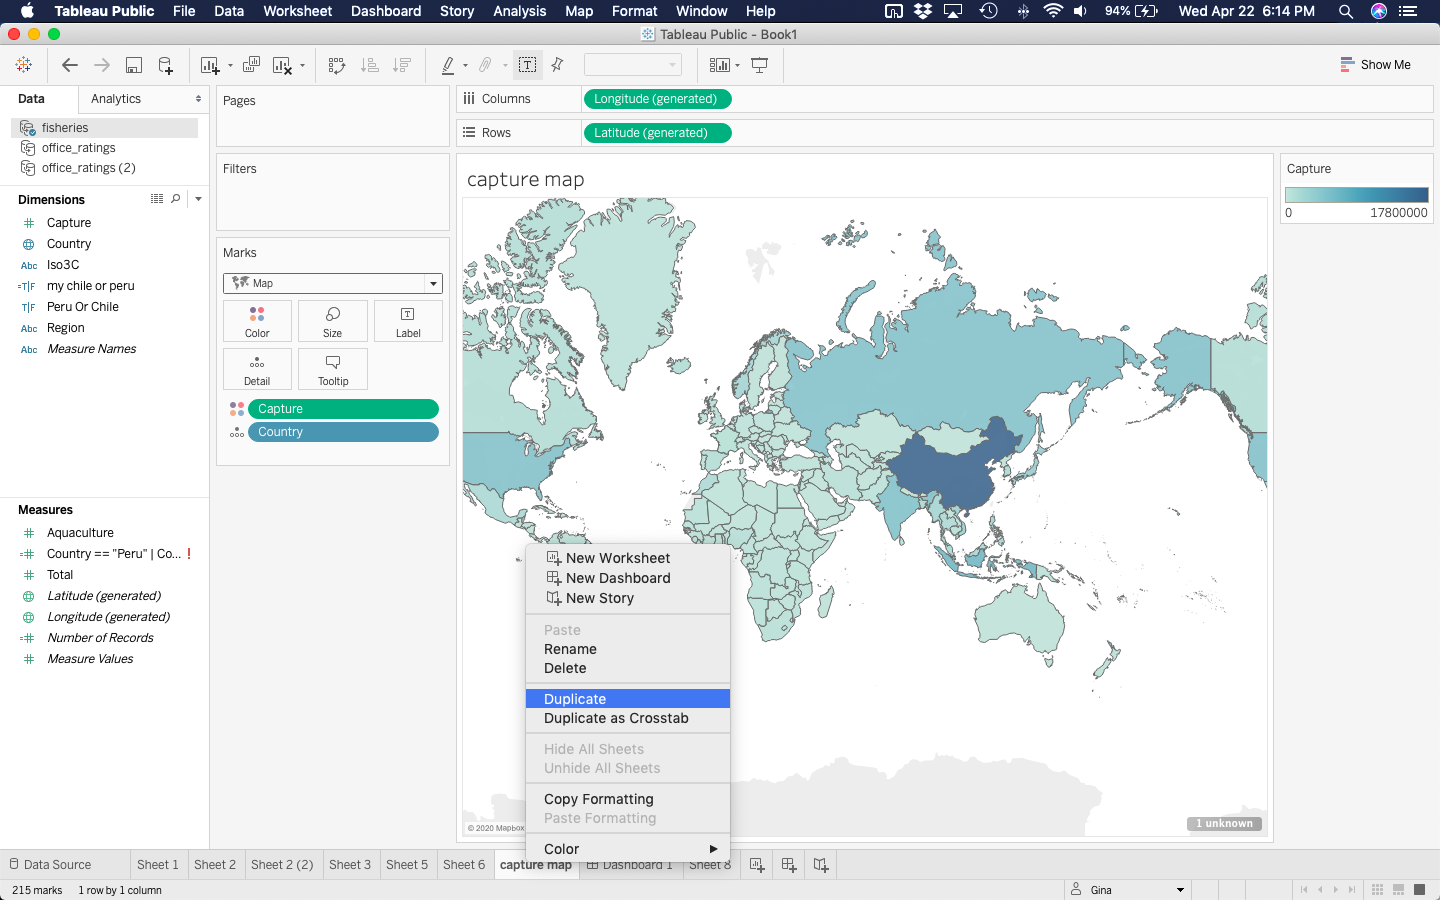 Tableau Public File Data Worksheet Dashboard Story Analysis Map Format Window Help 94% Wed Apr 22 6:14 PM
Tableau Public - Book1
Show Me
Data Analytics
fisheries
office_ratings
office_ratings (2)
Dimensions
Capture
Country
Abc Iso3C
=T|F my chile or peru
T|F Peru Or Chile
Abc Region
Abc Measure Names
Measures
Aquaculture
Country == "Peru" | Co... !
Total
Latitude (generated)
Longitude (generated)
Number of Records
Measure Values
Pages
Filters
Marks
Map
Color Size Label
Detail Tooltip
Capture
Country
Columns Longitude (generated)
Rows Latitude (generated)
capture map
© 2020 Mapbox
1 unknown
Capture
0 17800000
New Worksheet
New Dashboard
New Story
Paste
Rename
Delete
Duplicate
Duplicate as Crosstab
Hide All Sheets
Unhide All Sheets
Copy Formatting
Paste Formatting
Color
Data Source Sheet 1 Sheet 2 Sheet 2 (2) Sheet 3 Sheet 5 Sheet 6 capture map Dashboard 1 Sheet 8
215 marks 1 row by 1 column Gina